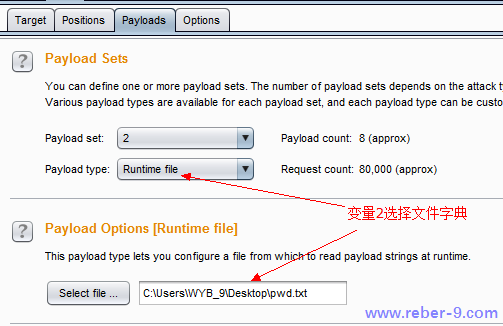 Target Positions Payloads Options
? Payload Sets
You can define one or more payload sets. The number of payload sets depends on the attack ty
Various payload types are available for each payload set, and each payload type can be custo
Payload set: 2 Payload count: 8 (approx)
Payload type: Runtime file Request count: 80,000 (approx)
变量2选择文件字典
? Payload Options [Runtime file]
This payload type lets you configure a file from which to read payload strings at runtime.
Select file ... C:\Users\WYB_9\Desktop\pwd.txt
www.reber-9.com